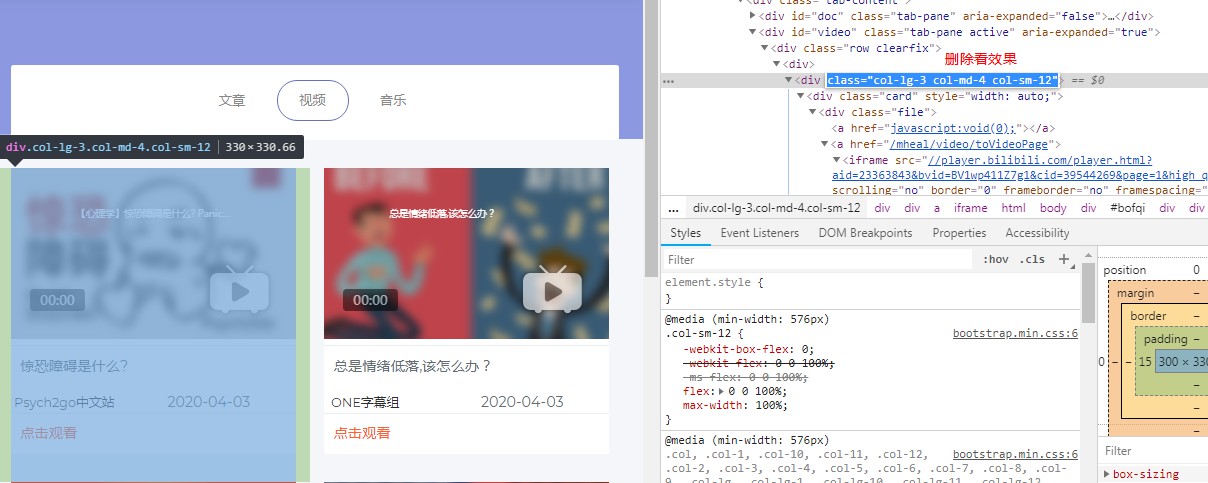 文章
视频
音乐
div.col-lg-3.col-md-4.col-sm-12
330×330.66
BEFORE
AFTER
惊恐
障碍
【心理学】惊恐障碍是什么? Panic...
总是情绪低落,该怎么办？
00:00
00:00
惊恐障碍是什么?
总是情绪低落,该怎么办？
Psych2go中文站
2020-04-03
ONE字幕组
2020-04-03
点击观看
点击观看
<div id="doc" class="tab-pane" aria-expanded="false">…</div>
<div id="video" class="tab-pane active" aria-expanded="true">
<div class="row clearfix">
删除看效果
<div>
<div class="col-lg-3 col-md-4 col-sm-12"> == $0
<div class="card" style="width: auto;">
<div class="file">
<a href="javascript:void(0);"></a>
<a href="/mheal/video/toVideoPage">
<iframe src="//player.bilibili.com/player.html?
aid=23363843&bvid=BV1wp411Z7g1&cid=39544269&page=1&high_q
scrolling="no" border="0" frameborder="no" framespacing="
... div.col-lg-3.col-md-4.col-sm-12 div div a iframe html body div #bofqi div div
Styles Event Listeners DOM Breakpoints Properties Accessibility
Filter :hov .cls +
element.style {
}
@media (min-width: 576px)
.col-sm-12 { bootstrap.min.css:6
-webkit-box-flex: 0;
-webkit-flex: 0 0 100%;
-ms-flex: 0 0 100%;
flex: 0 0 100%;
max-width: 100%;
}
@media (min-width: 576px)
.col, .col-1, .col-10, .col-11, .col-12, bootstrap.min.css:6
.col-2, .col-3, .col-4, .col-5, .col-6, .col-7, .col-8, .col-
position 0
margin –
border –
padding –
0 – – 15 300 × 330
–
–
–
Filter
box-sizing